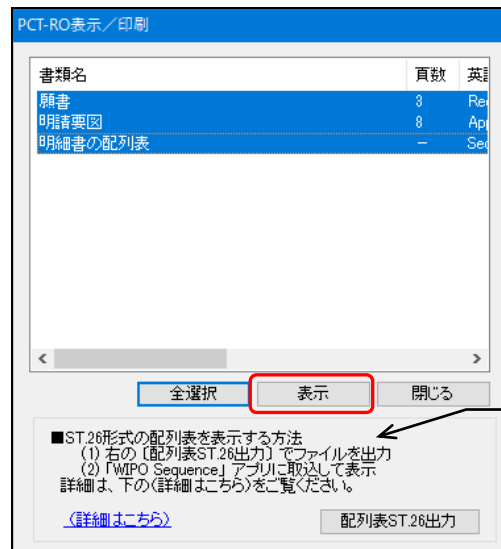 PCT-RO表示／印刷
書類名 頁数 英
願書 3 Re
明請要図 8 App
明細書の配列表 － Seq
全選択 表示 閉じる
■ST.26形式の配列表を表示する方法
(1) 右の［配列表ST.26出力］でファイルを出力
(2)「WIPO Sequence」アプリに取込して表示
詳細は、下の〈詳細はこちら〉をご覧ください。
〈詳細はこちら〉 配列表ST.26出力